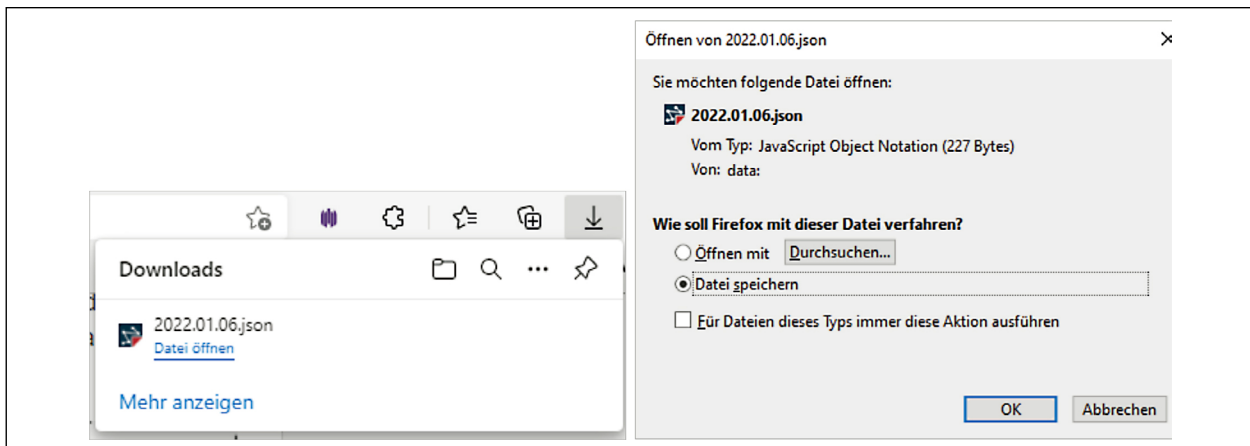 Downloads
2022.01.06.json
Datei öffnen
Mehr anzeigen
Öffnen von 2022.01.06.json
Sie möchten folgende Datei öffnen:
2022.01.06.json
Vom Typ: JavaScript Object Notation (227 Bytes)
Von: data:
Wie soll Firefox mit dieser Datei verfahren?
Öffnen mit Durchsuchen...
Datei speichern
Für Dateien dieses Typs immer diese Aktion ausführen
OK Abbrechen